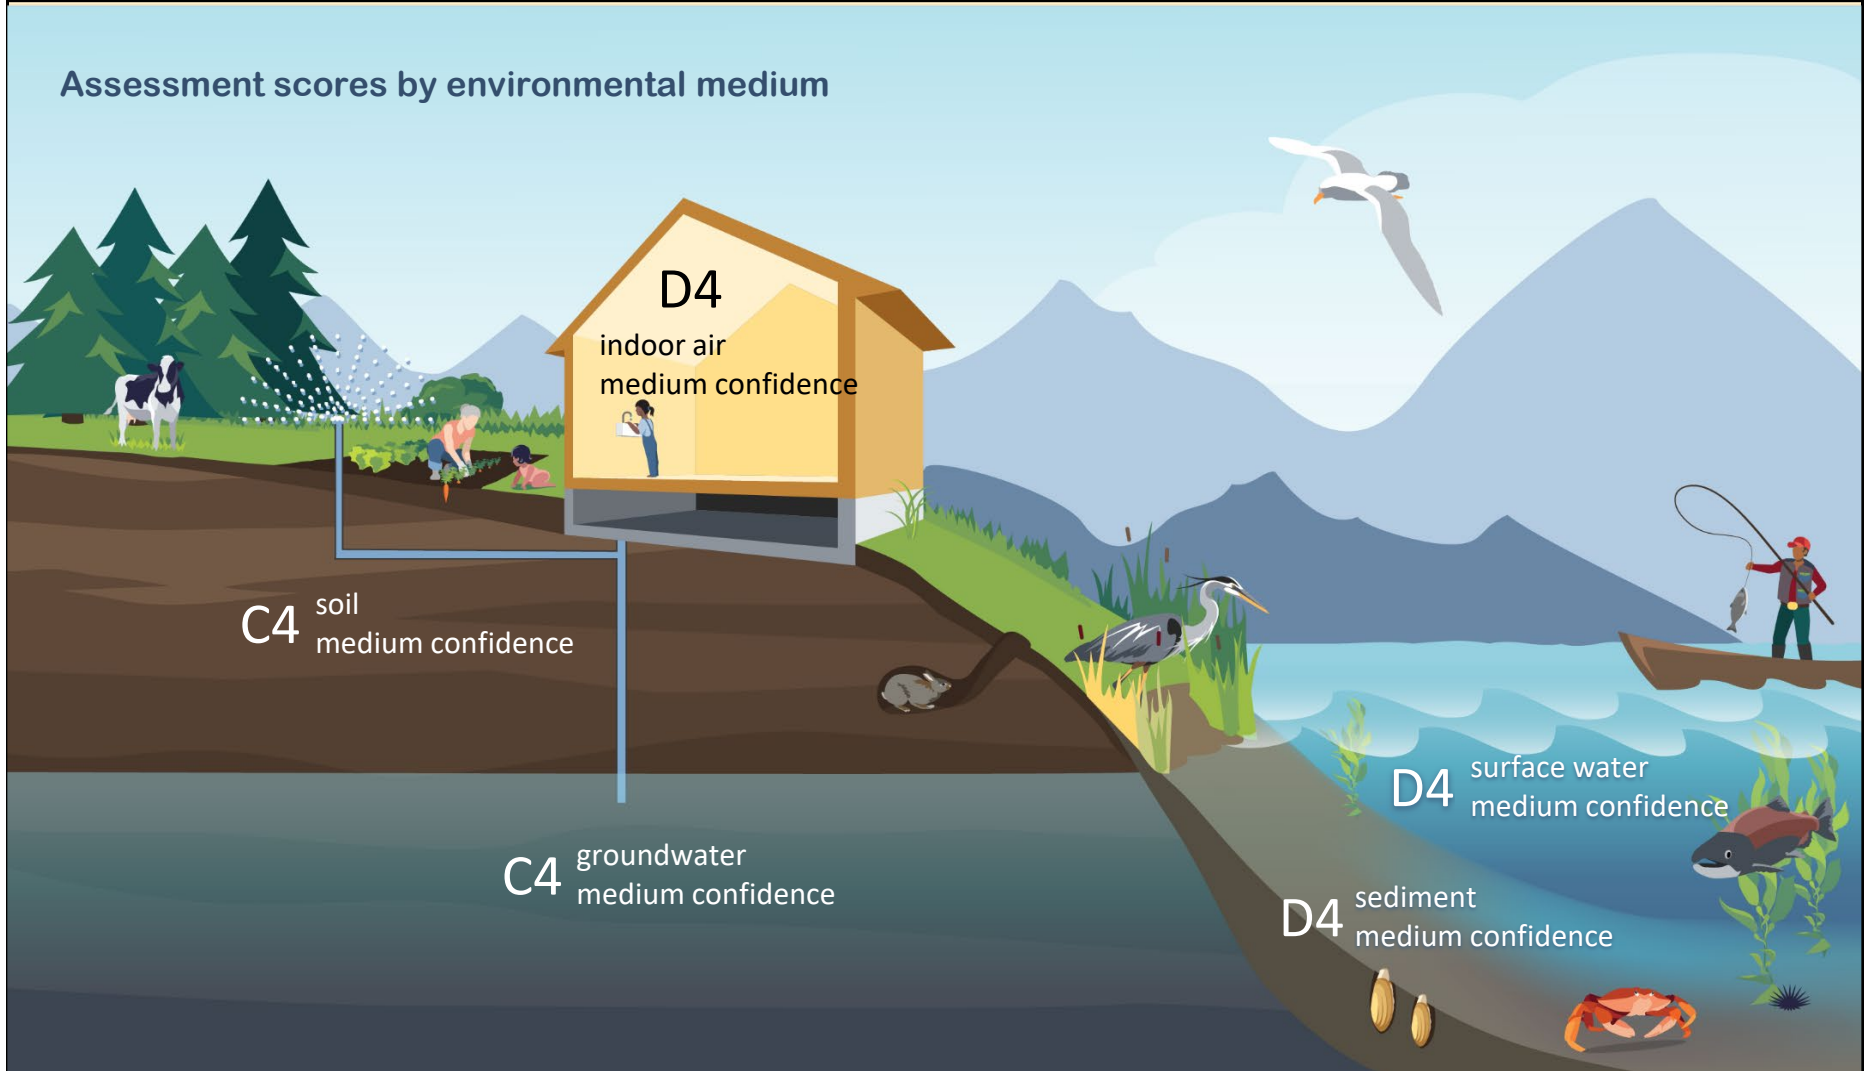 Assessment scores by environmental medium
D4
indoor air
medium confidence
C4
soil
medium confidence
D4
surface water
medium confidence
C4
groundwater
medium confidence
D4
sediment
medium confidence